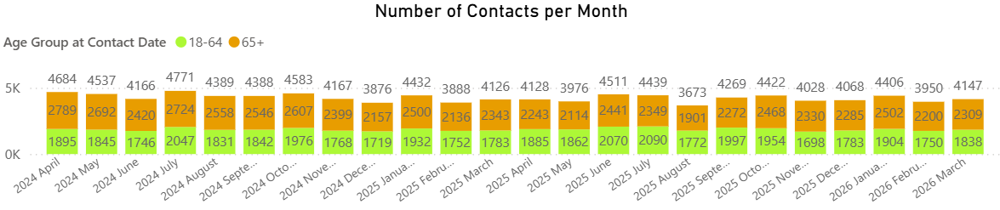 Number of Contacts per Month
Age Group at Contact Date 18-64 65+
4684 4537 4166 4771 4389 4388 4583 4167 3876 4432 3888 4126 4128 3976 4511 4439 3673 4269 4422 4028 4068 4406 3950 4147
5K
2789 2692 2420 2724 2558 2546 2607 2399 2157 2500 2136 2343 2243 2114 2441 2349 1901 2272 2468 2330 2285 2502 2200 2309
1895 1845 1746 2047 1831 1842 1976 1768 1719 1932 1752 1783 1885 1862 2070 2090 1772 1997 1954 1698 1783 1904 1750 1838
0K
2024 April 2024 May 2024 June 2024 July 2024 August 2024 Septe... 2024 Octo... 2024 Nove... 2024 Dece... 2025 Janua... 2025 Febru... 2025 March 2025 April 2025 May 2025 June 2025 July 2025 August 2025 Septe... 2025 Octo... 2025 Nove... 2025 Dece... 2026 Janua... 2026 Febru... 2026 March